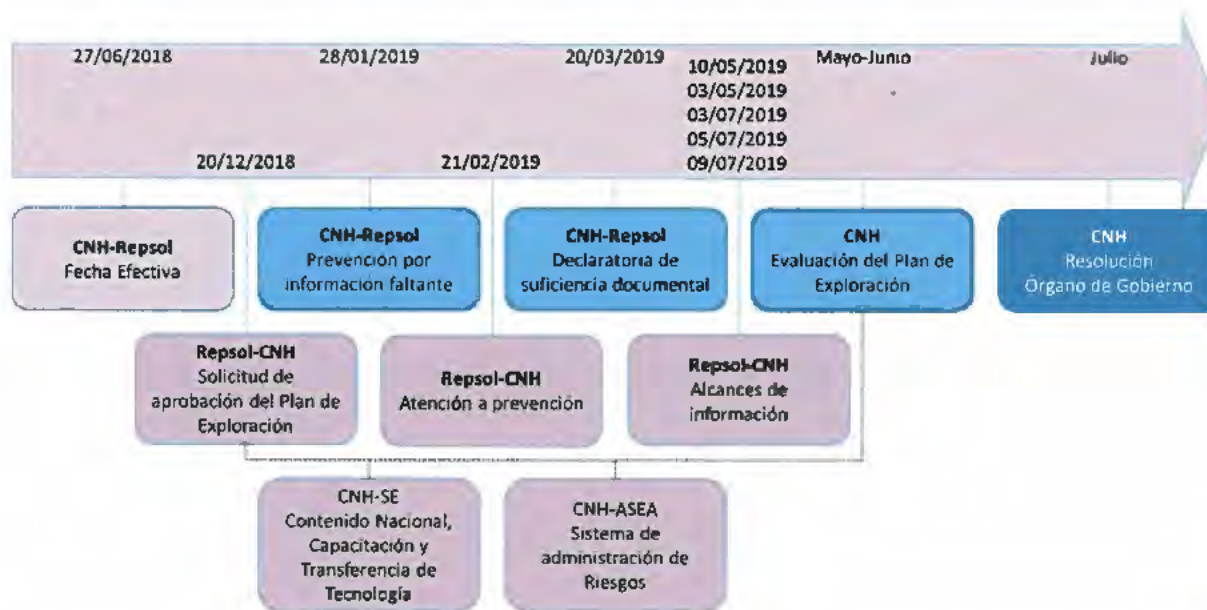 27/06/2018
28/01/2019
20/03/2019
10/05/2019
03/05/2019
03/07/2019
05/07/2019
09/07/2019
Mayo-Junio
Julio
20/12/2018
21/02/2019
CNH-Repsol
Fecha Efectiva
CNH-Repsol
Prevención por
información faltante
CNH-Repsol
Declaratoria de
suficiencia documental
CNH
Evaluación del Plan de
Exploración
CNH
Resolución
Órgano de Gobierno
Repsol-CNH
Solicitud de
aprobación del Plan de
Exploración
Repsol-CNH
Atención a prevención
Repsol-CNH
Alcances de
información
CNH-SE
Contenido Nacional,
Capacitación y
Transferencia de
Tecnología
CNH-ASEA
Sistema de
administración de
Riesgos